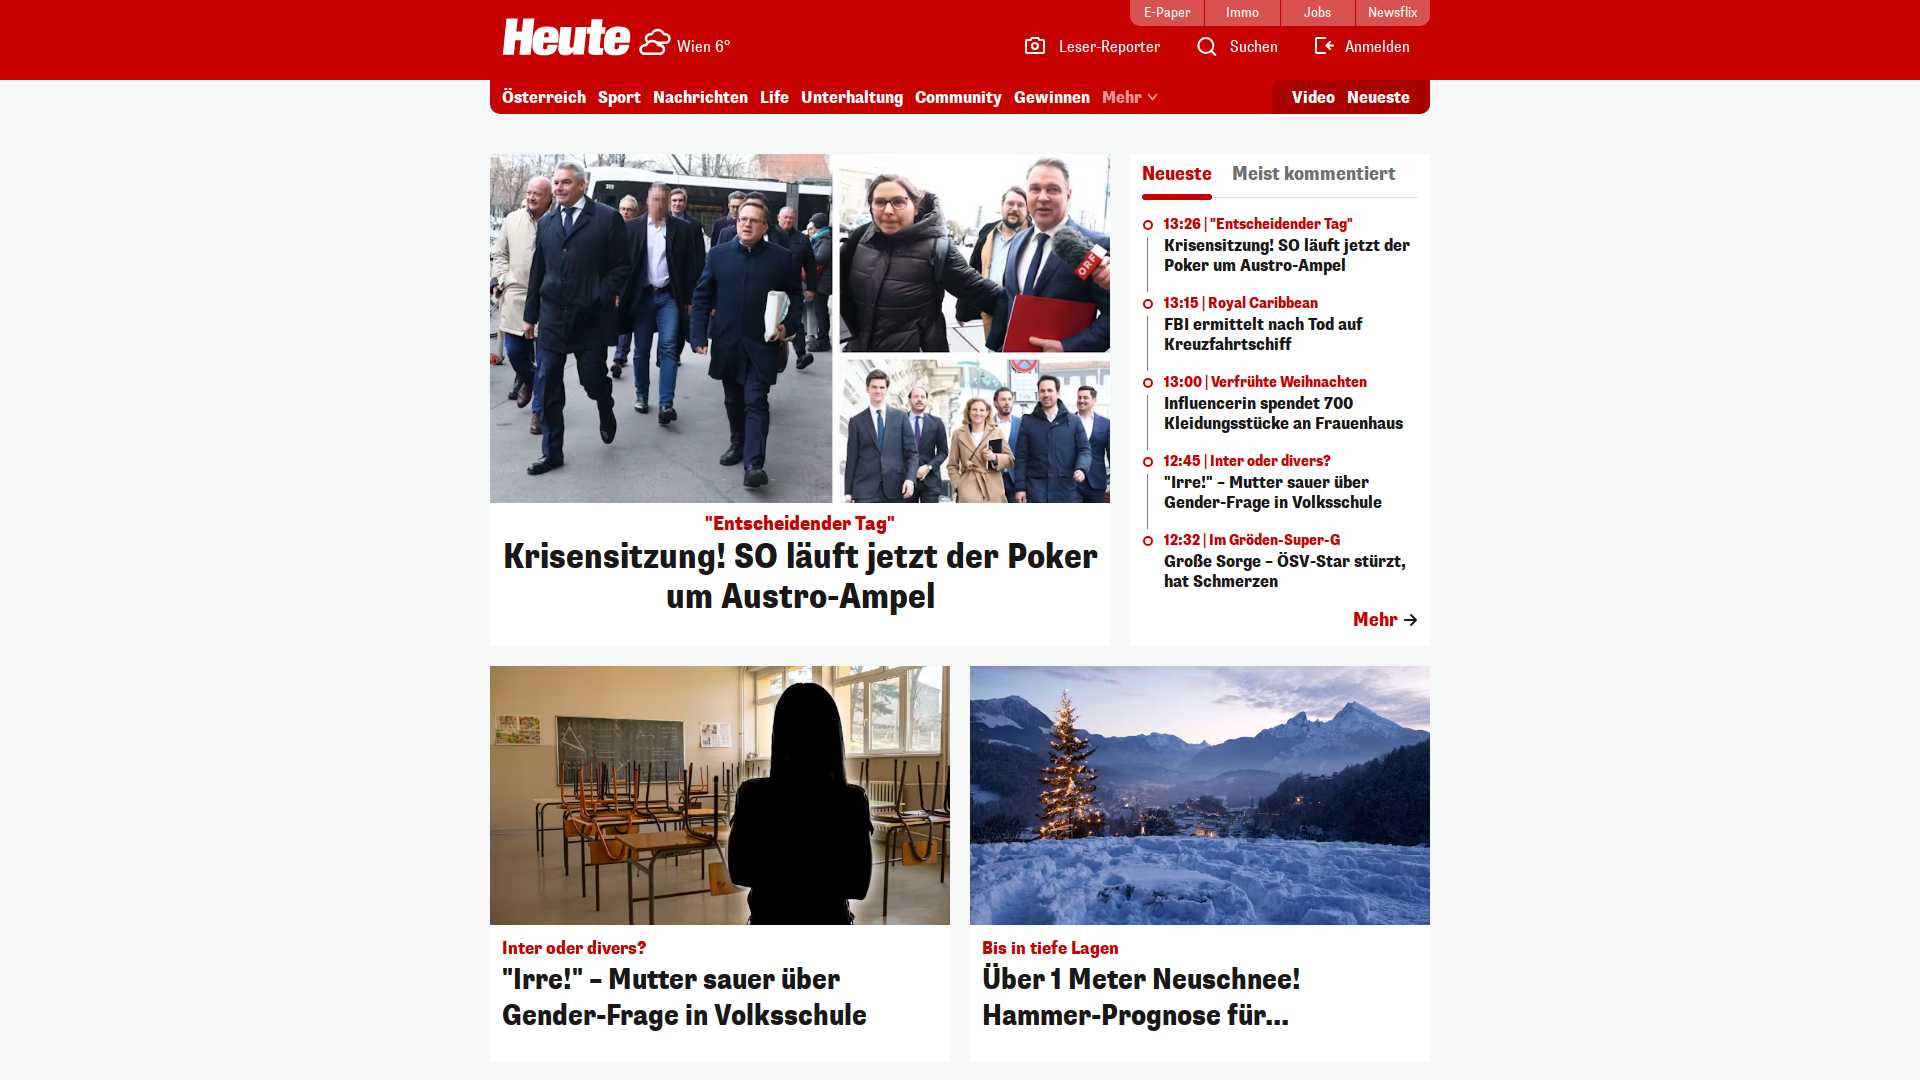 E-Paper
Immo
Jobs
Newsflix
Heute
Wien 6°
Leser-Reporter
Suchen
Anmelden
Österreich
Sport
Nachrichten
Life
Unterhaltung
Community
Gewinnen
Mehr
Video
Neueste
ORF
"Entscheidender Tag"
Krisensitzung! SO läuft jetzt der Poker
um Austro-Ampel
Neueste
Meist kommentiert
13:26 | "Entscheidender Tag"
Krisensitzung! SO läuft jetzt der
Poker um Austro-Ampel
13:15 | Royal Caribbean
FBI ermittelt nach Tod auf
Kreuzfahrtschiff
13:00 | Verfrühte Weihnachten
Influencerin spendet 700
Kleidungsstücke an Frauenhaus
12:45 | Inter oder divers?
"Irre!" – Mutter sauer über
Gender-Frage in Volksschule
12:32 | Im Gröden-Super-G
Große Sorge – ÖSV-Star stürzt,
hat Schmerzen
Mehr
Inter oder divers?
"Irre!" – Mutter sauer über
Gender-Frage in Volksschule
Bis in tiefe Lagen
Über 1 Meter Neuschnee!
Hammer-Prognose für...